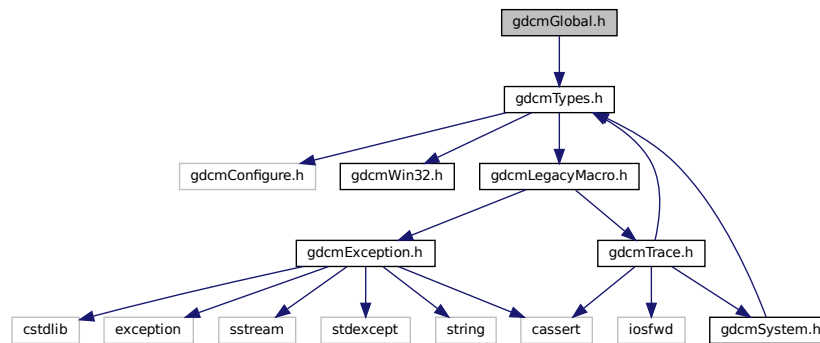 gdcmGlobal.h
gdcmTypes.h
gdcmConfigure.h
gdcmWin32.h
gdcmLegacyMacro.h
gdcmException.h
gdcmTrace.h
cstdlib
exception
sstream
stdexcept
string
cassert
iosfwd
gdcmSystem.h